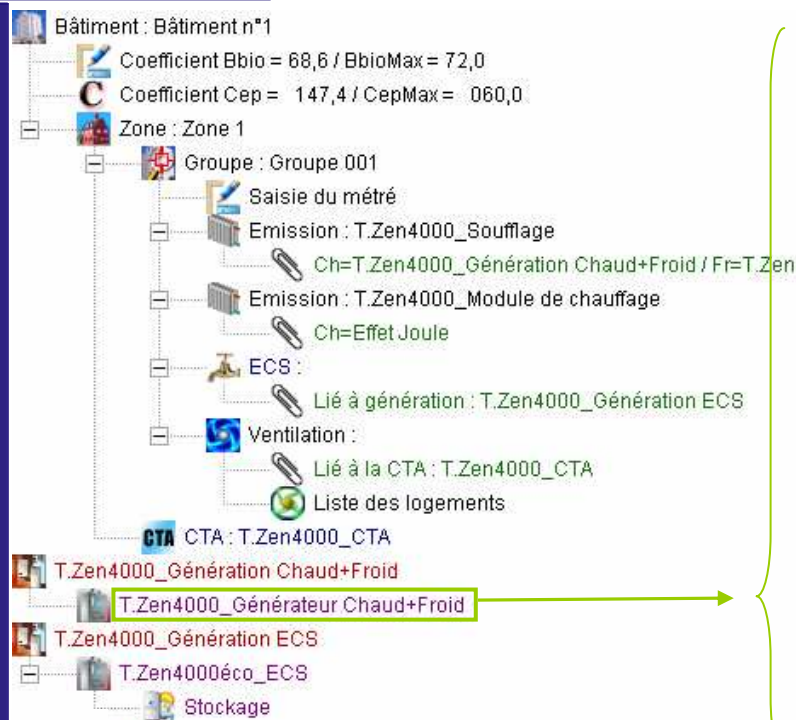 Bâtiment : Bâtiment n°1
Coefficient Bbio = 68,6 / BbioMax = 72,0
C Coefficient Cep = 147,4 / CepMax = 060,0
Zone : Zone 1
Groupe : Groupe 001
Saisie du métré
Emission : T.Zen4000_Soufflage
Ch=T.Zen4000_Génération Chaud+Froid / Fr=T.Zen
Emission : T.Zen4000_Module de chauffage
Ch=Effet Joule
ECS :
Lié à génération : T.Zen4000_Génération ECS
Ventilation :
Lié à la CTA : T.Zen4000_CTA
Liste des logements
CTA CTA : T.Zen4000_CTA
T.Zen4000_Génération Chaud+Froid
T.Zen4000_Générateur Chaud+Froid
T.Zen4000_Génération ECS
T.Zen4000éco_ECS
Stockage